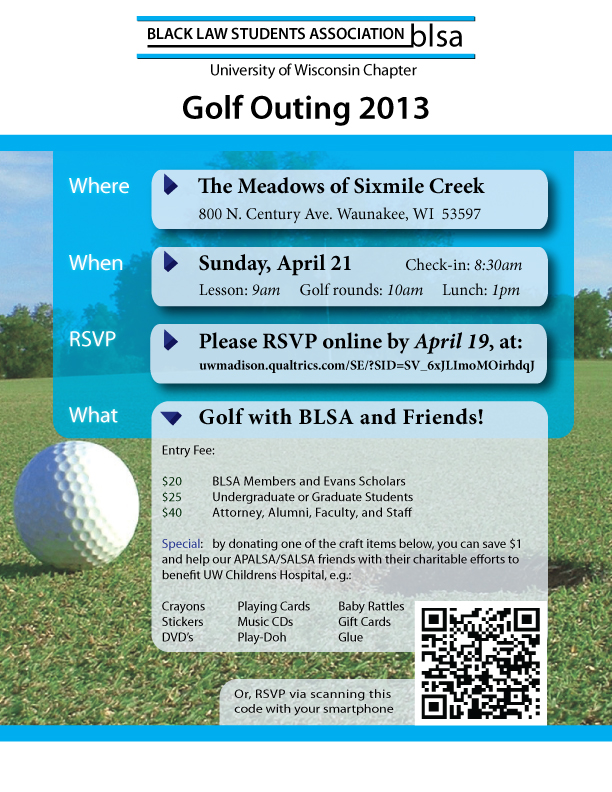 BLACK LAW STUDENTS ASSOCIATION blsa
University of Wisconsin Chapter
Golf Outing 2013
Where
The Meadows of Sixmile Creek
800 N. Century Ave. Waunakee, WI 53597
When
Sunday, April 21 Check-in: 8:30am
Lesson: 9am Golf rounds: 10am Lunch: 1pm
RSVP
Please RSVP online by April 19, at:
uwmadison.qualtrics.com/SE/?SID=SV_6xJLImoMOirhdqJ
What
Golf with BLSA and Friends!
Entry Fee:
$20 BLSA Members and Evans Scholars
$25 Undergraduate or Graduate Students
$40 Attorney, Alumni, Faculty, and Staff
Special: by donating one of the craft items below, you can save $1
and help our APALSA/SALSA friends with their charitable efforts to
benefit UW Childrens Hospital, e.g.:
Crayons Playing Cards Baby Rattles
Stickers Music CDs Gift Cards
DVD's Play-Doh Glue
Or, RSVP via scanning this
code with your smartphone